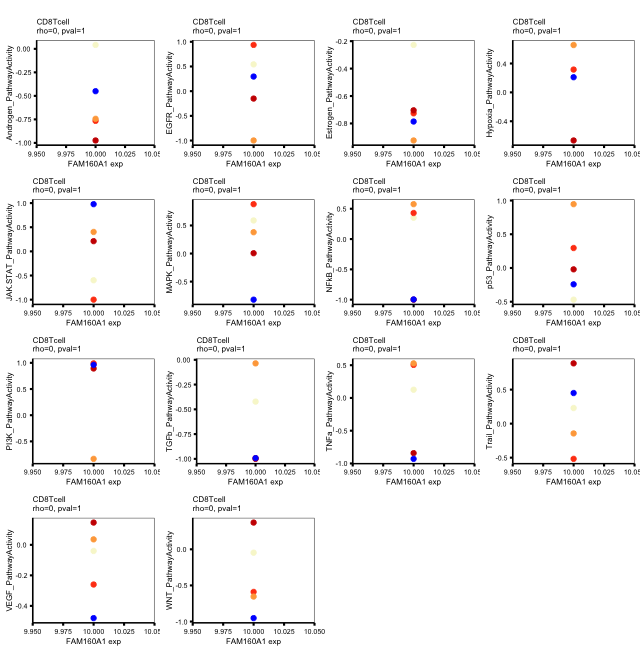 CD8Tcell CD8Tcell CD8Tcell CD8Tcell
rho=0, pval=1 rho=0, pval=1 rho=0, pval=1 rho=0, pval=1
Androgen_PathwayActivity
0.00
-0.25
-0.50
-0.75
-1.00
9.950 9.975 10.000 10.025 10.05
FAM160A1 exp
EGFR_PathwayActivity
1.0
0.5
0.0
-0.5
-1.0
9.950 9.975 10.000 10.025 10.05
FAM160A1 exp
Estrogen_PathwayActivity
-0.2
-0.4
-0.6
-0.8
9.950 9.975 10.000 10.025 10.05
FAM160A1 exp
Hypoxia_PathwayActivity
0.4
0.0
-0.4
9.950 9.975 10.000 10.025 10.05
FAM160A1 exp
CD8Tcell CD8Tcell CD8Tcell CD8Tcell
rho=0, pval=1 rho=0, pval=1 rho=0, pval=1 rho=0, pval=1
JAK.STAT_PathwayActivity
1.0
0.5
0.0
-0.5
-1.0
9.950 9.975 10.000 10.025 10.05
FAM160A1 exp
MAPK_PathwayActivity
0.5
0.0
-0.5
9.950 9.975 10.000 10.025 10.05
FAM160A1 exp
NFkB_PathwayActivity
0.5
0.0
-0.5
-1.0
9.950 9.975 10.000 10.025 10.05
FAM160A1 exp
p53_PathwayActivity
1.0
0.5
0.0
-0.5
9.950 9.975 10.000 10.025 10.05
FAM160A1 exp
CD8Tcell CD8Tcell CD8Tcell CD8Tcell
rho=0, pval=1 rho=0, pval=1 rho=0, pval=1 rho=0, pval=1
PI3K_PathwayActivity
1.0
0.5
0.0
-0.5
9.950 9.975 10.000 10.025 10.05
FAM160A1 exp
TGFb_PathwayActivity
0.00
-0.25
-0.50
-0.75
-1.00
9.950 9.975 10.000 10.025 10.05
FAM160A1 exp
TNFa_PathwayActivity
0.5
0.0
-0.5
-1.0
9.950 9.975 10.000 10.025 10.05
FAM160A1 exp
Trail_PathwayActivity
0.5
0.0
-0.5
9.950 9.975 10.000 10.025 10.05
FAM160A1 exp
CD8Tcell CD8Tcell
rho=0, pval=1 rho=0, pval=1
VEGF_PathwayActivity
0.0
-0.2
-0.4
9.950 9.975 10.000 10.025 10.05
FAM160A1 exp
WNT_PathwayActivity
0.0
-0.5
-1.0
9.950 9.975 10.000 10.025 10.050
FAM160A1 exp